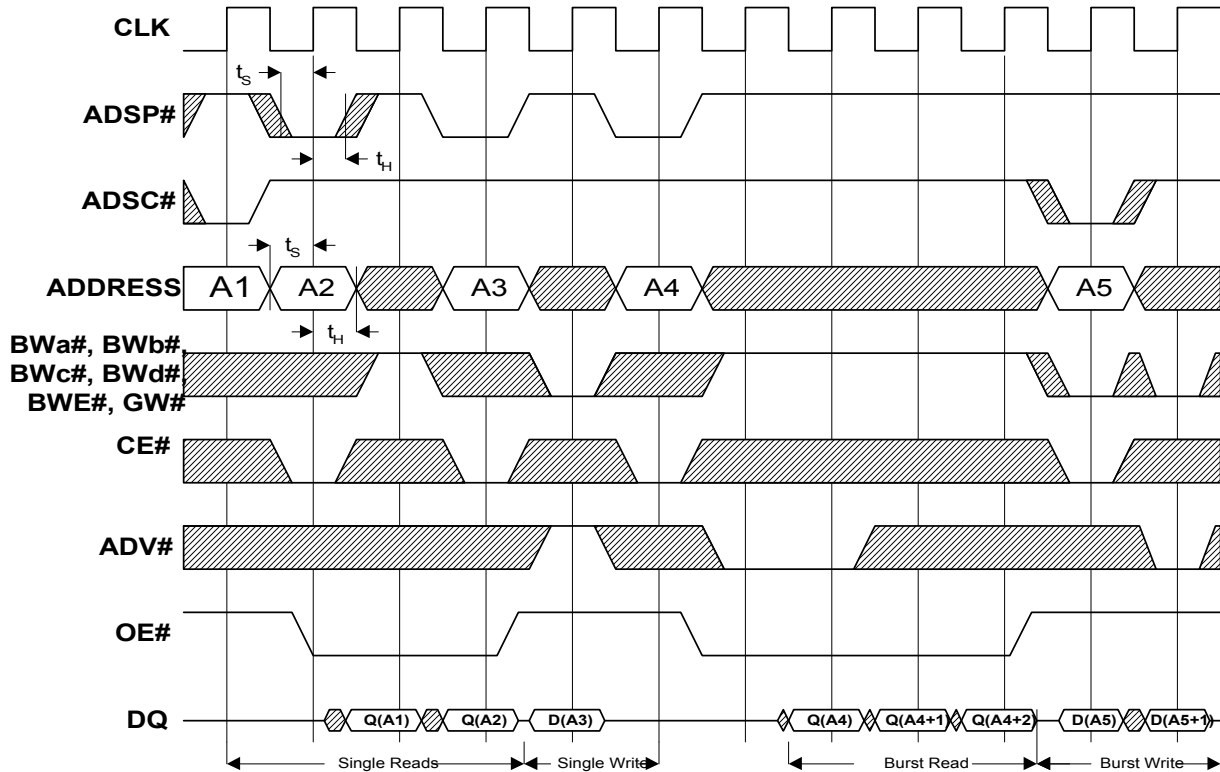 CLK
tS
ADSP#
tH
ADSC#
tS
ADDRESS A1 A2 A3 A4 A5
tH
BWa#, BWb#,
BWc#, BWd#,
BWE#, GW#
CE#
ADV#
OE#
DQ Q(A1) Q(A2) D(A3) Q(A4) Q(A4+1) Q(A4+2) D(A5) D(A5+1)
Single Reads Single Write Burst Read Burst Write